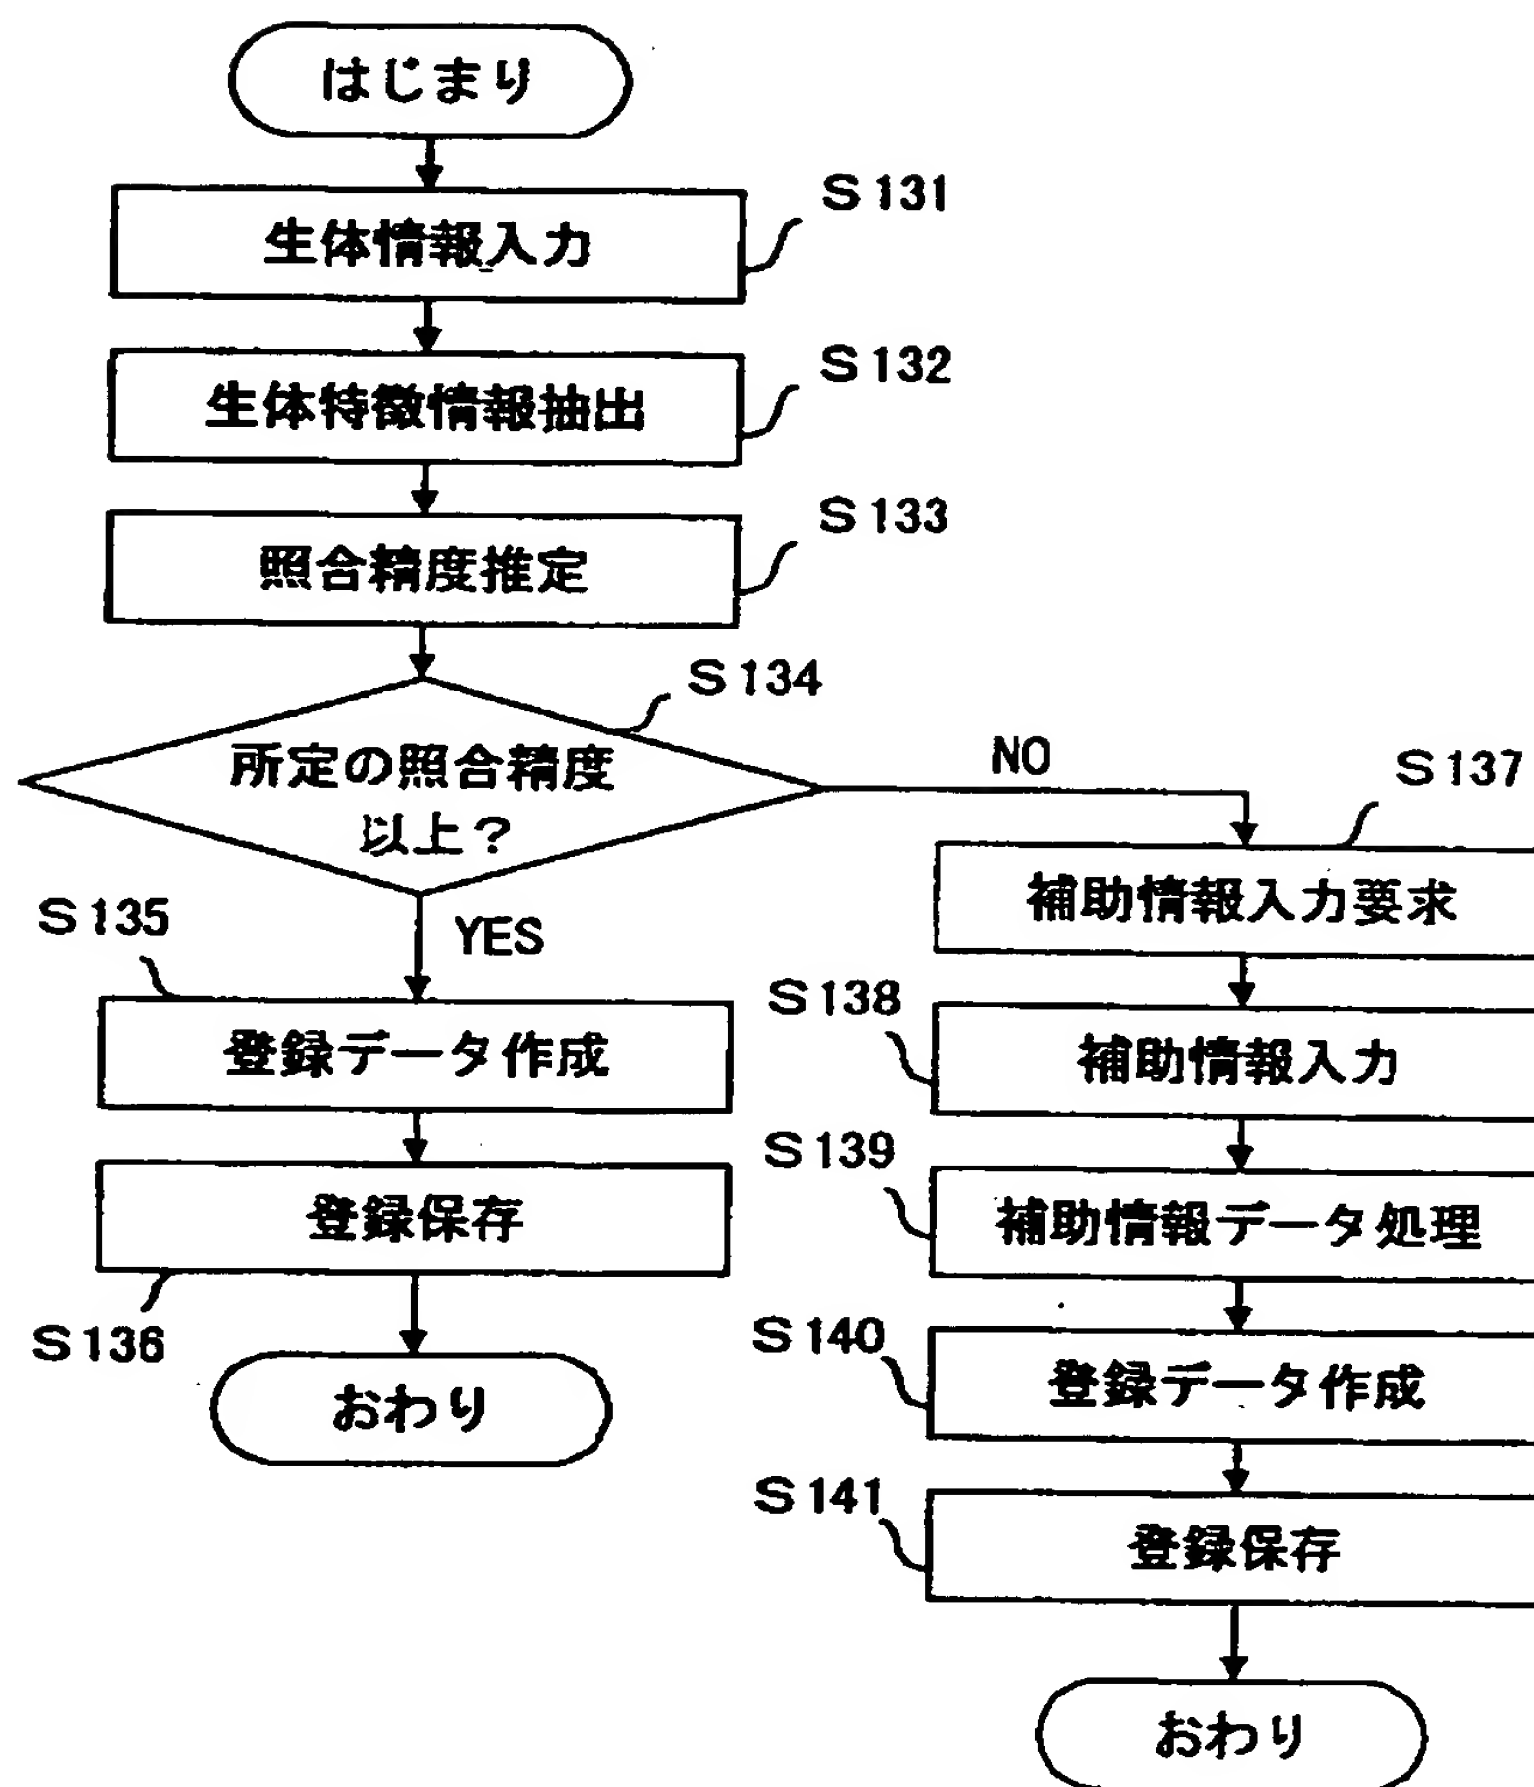 はじまり
S131
生体情報入力
S132
生体特徴情報抽出
S133
照合精度推定
S134
所定の照合精度
以上?
NO
YES
S135
登録データ作成
登録保存
S136
おわり
S137
補助情報入力要求
S138
補助情報入力
S139
補助情報データ処理
S140
登録データ作成
S141
登録保存
おわり